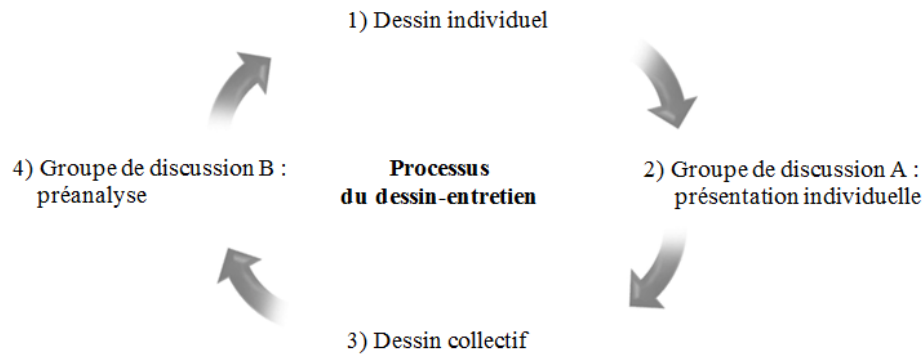 1) Dessin individuel
2) Groupe de discussion A :
présentation individuelle
3) Dessin collectif
4) Groupe de discussion B :
préanalyse
Processus
du dessin-entretien